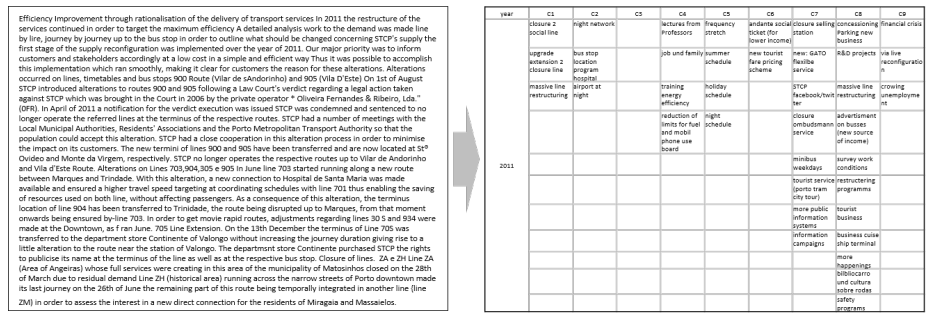 Efficiency Improvement through rationalisation of the delivery of transport services In 2011 the restructure of the
services continued in order to target the maximum efficiency A detailed analysis work to the demand was made line
by lire, journey by journey up to the bus stop in order to outline what should be changed concerning STCP's supply the
first stage of the supply reconfiguration was implemented over the year of 2011. Our major priority was to inform
customers and stakeholders accordingly at a low cost in a simple and efficient way Thus it was possible to accomplish
this implementation which ran smoothly, making it clear for customers the reason for these alterations. Alterations
occurred on lines, timetables and bus stops 900 Route (Vilar de sAndorinho) and 905 (Vila D'Este) On 1st of August
STCP introduced alterations to routes 900 and 905 following a Law Court's verdict regarding a legal action taken
against STCP which was brought in the Court in 2006 by the private operator * Oliveira Fernandes & Ribeiro, Ltda."
(0FR). In April of 2011 a notification for the verdict execution was issued STCP was condemned and sentenced to no
longer operate the referred lines at the terminus of the respective routes. STCP had a number of meetings with the
Local Municipal Authorities, Residents' Associations and the Porto Metropolitan Transport Authority so that the
population could accept the alteration. STCP had a close cooperation in this alteration process in order to minimise
the impact on its customers. The new termini of lines 900 and 905 have been transferred and are now located at Stª
Ovideo and Monte da Virgem, respectively. STCP no longer operates the respective routes up to Vilar de Andorinho
and Vila d'Este Route. Alterations on Lines 703,904,305 e 905 In June line 703 started running along a new route
between Marques and Trindade. With this alteration, a new connection to Hospital de Santa Maria was made
available and ensured a higher travel speed targeting at coordinating schedules with line 701 thus enabling the saving
of resources used on both line, without affecting passengers. As a consequence of this alteration, the terminus
location of line 904 has been transferred to Trinidade, the route being disrupted up to Marques, from that moment
onwards being ensured by-line 703. In order to get movie rapid routes, adjustments regarding lines 30 S and 934 were
made at the Downtown, as f ran June. 705 Line Extension. On the 13th December the terminus of Line 70S was
transferred to the department store Continente of Valongo without increasing the journey duration giving rise to a
little alteration to the route near the station of Valongo. The departmsnt store Continente purchased STCP the rights
to publicise its name at the terminus of the line as well as at the respective bus stop. Closure of lines. ZA e ZH Line ZA
(Area of Angeiras) whose full services were creating in this area of the municipality of Matosinhos closed on the 28th
of March due to residual demand Line ZH (historical area) running across the narrow streets of Porto downtown made
its last journey on the 26th of June the remaining part of this route being temporally integrated in another line (line
ZM) in order to assess the interest in a new direct connection for the residents of Miragaia and Massaielos.
year C1 C2 C3 C4 C5 C6 C7 C8 C9
2011
closure 2
social line
night network
lectures from
Professors
frequency
stretch
andante social
ticket (for
lower income)
closure selling
station
concessioning
Parking new
business
financial crisis
upgrade
extension 2
closure line
bus stop
location
program
hospital
job und family
summer
schedule
new tourist
fare pricing
scheme
new: GATO
flexilbe
service
R&D projects
via live
reconfiguratio
n
massive line
restructuring
airport at
night
training
energy
efficiency
holiday
schedule
STCP
facebook/twit
ter
massive line
restructuring
crowing
unemployme
nt
reduction of
limits for fuel
and mobil
phone use
board
night
schedule
closure
ombudsmann
service
advertisment
on busses
(new source
of income)
minibus
weekdays
survey work
conditions
tourist service
(porto tram
city tour)
restructering
programms
more public
information
systems
tourist
business
information
campaigns
business cuise
ship terminal
more
happenings
bilbliocarro
und cultura
sobre rodas
safety
programs